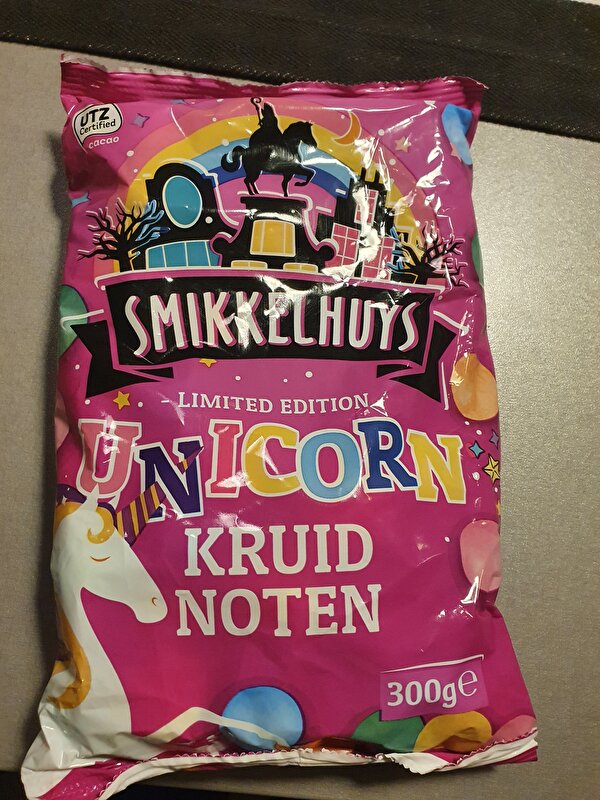 UTZ
Certified
cacao
SMIKKELHUYS
LIMITED EDITION
UNICORN
KRUID
NOTEN
300g℮